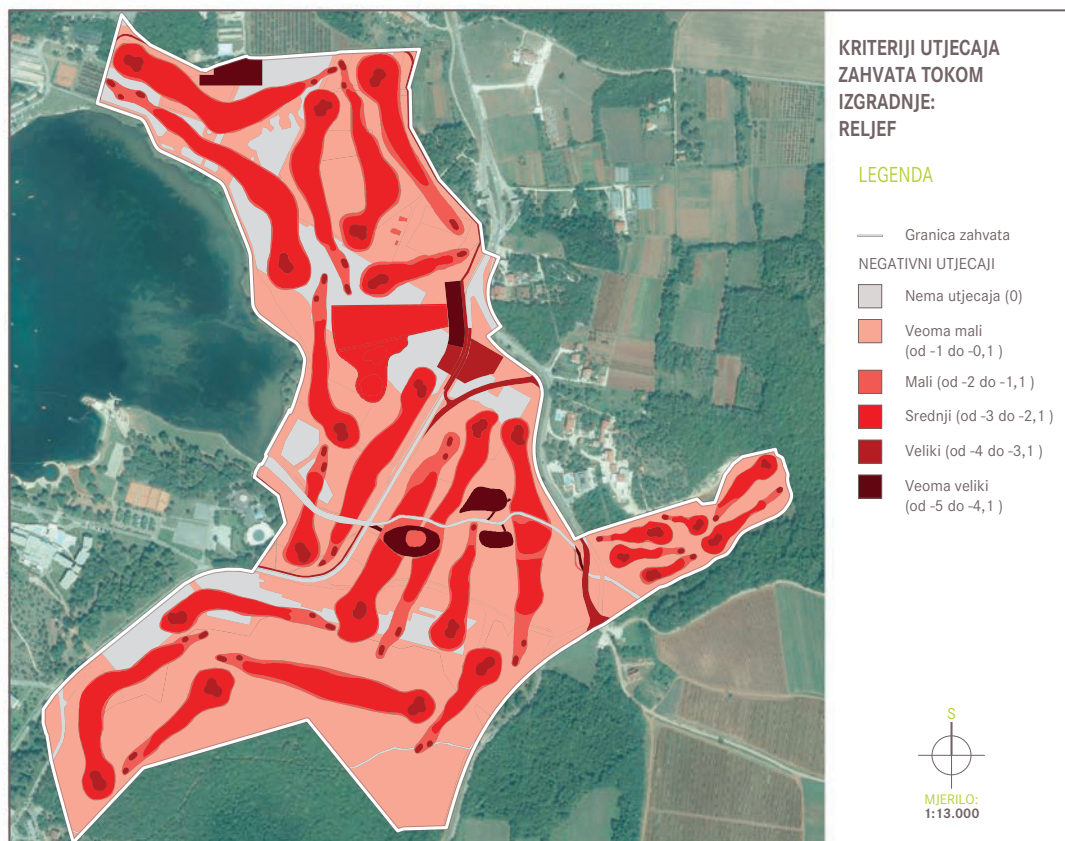 KRITERIJI UTJECAJA
ZAHVATA TOKOM
IZGRADNJE:
RELJEF
LEGENDA
Granica zahvata
NEGATIVNI UTJECAJI
Nema utjecaja (0)
Veoma mali
(od -1 do -0,1 )
Mali (od -2 do -1,1 )
Srednji (od -3 do -2,1 )
Veliki (od -4 do -3,1 )
Veoma veliki
(od -5 do -4,1 )
S
MJERILO:
1:13.000